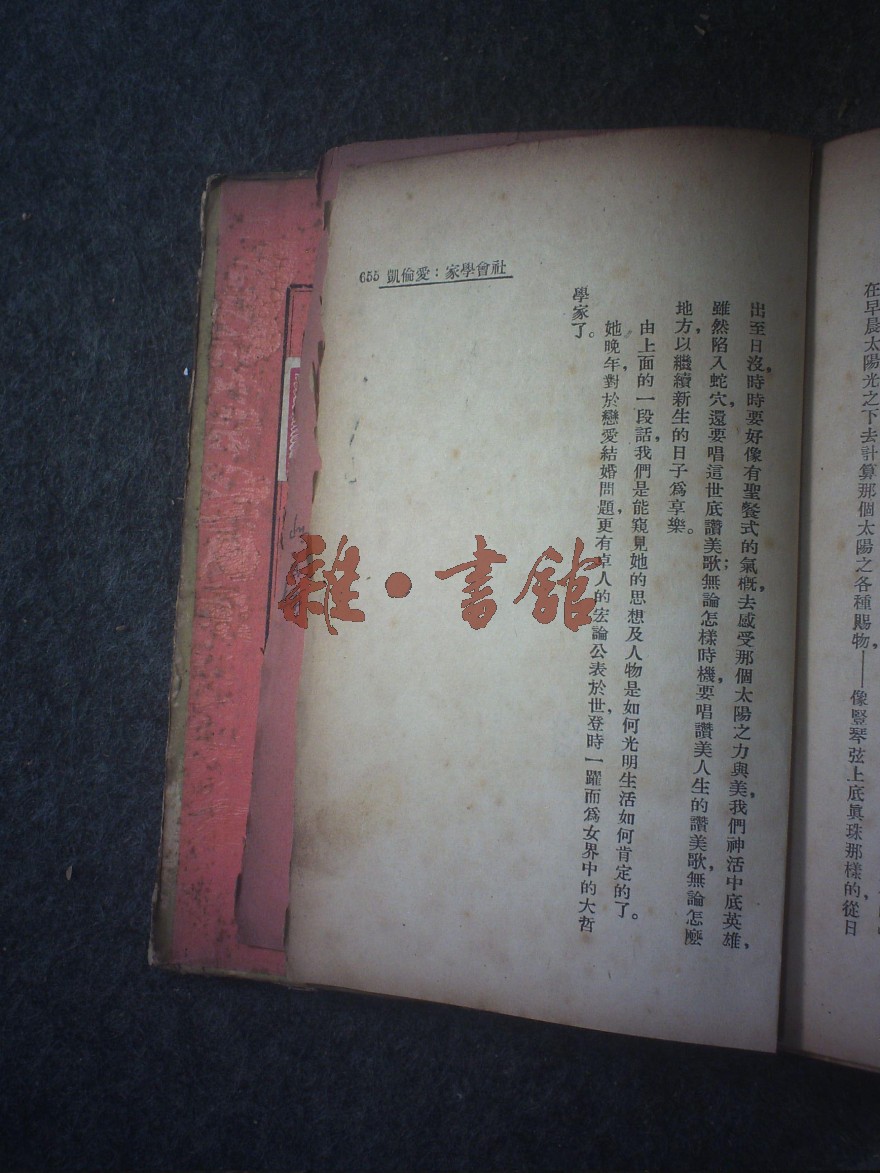 在早晨太陽光之下去計算那個太陽之各種賜物，——像豎琴弦上底眞珠那樣的，從日
出至日沒，時時要好像有聖餐式的氣槪，去感受那個太陽之力與美，我們神活中底英雄，
雖然陷入蛇穴，還要唱這世底讚美歌；無論怎樣時機，要唱讚美人生的讚美歌，無論怎麽
地方，以繼續新生的日子爲享樂。
由上面的一段話，我們是能窺見她的思想及人物是如何光明生活如何肯定的了。
她晚年，對於戀愛結婚問題，更有卓人的宏論公表於世，登時一躍而爲女界中的大哲
學家了。
655 凱倫愛：家學會社
雜·書館